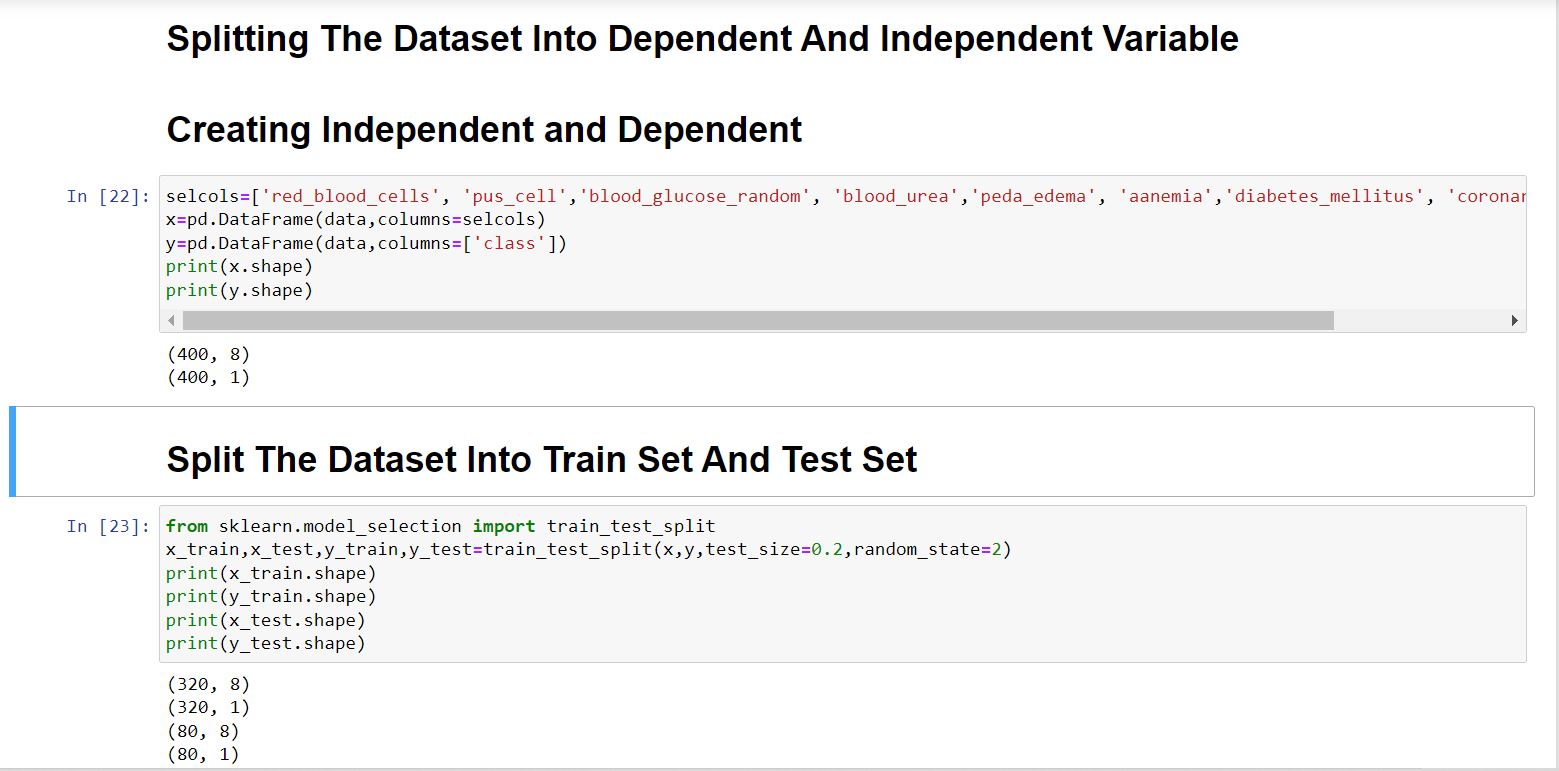 Splitting The Dataset Into Dependent And Independent Variable
Creating Independent and Dependent
In [22]: selcols=['red_blood_cells', 'pus_cell','blood_glucose_random', 'blood_urea','peda_edema', 'aanemia','diabetes_mellitus', 'coronar
x=pd.DataFrame(data,columns=selcols)
y=pd.DataFrame(data,columns=['class'])
print(x.shape)
print(y.shape)
(400, 8)
(400, 1)
Split The Dataset Into Train Set And Test Set
In [23]: from sklearn.model_selection import train_test_split
x_train,x_test,y_train,y_test=train_test_split(x,y,test_size=0.2,random_state=2)
print(x_train.shape)
print(y_train.shape)
print(x_test.shape)
print(y_test.shape)
(320, 8)
(320, 1)
(80, 8)
(80, 1)